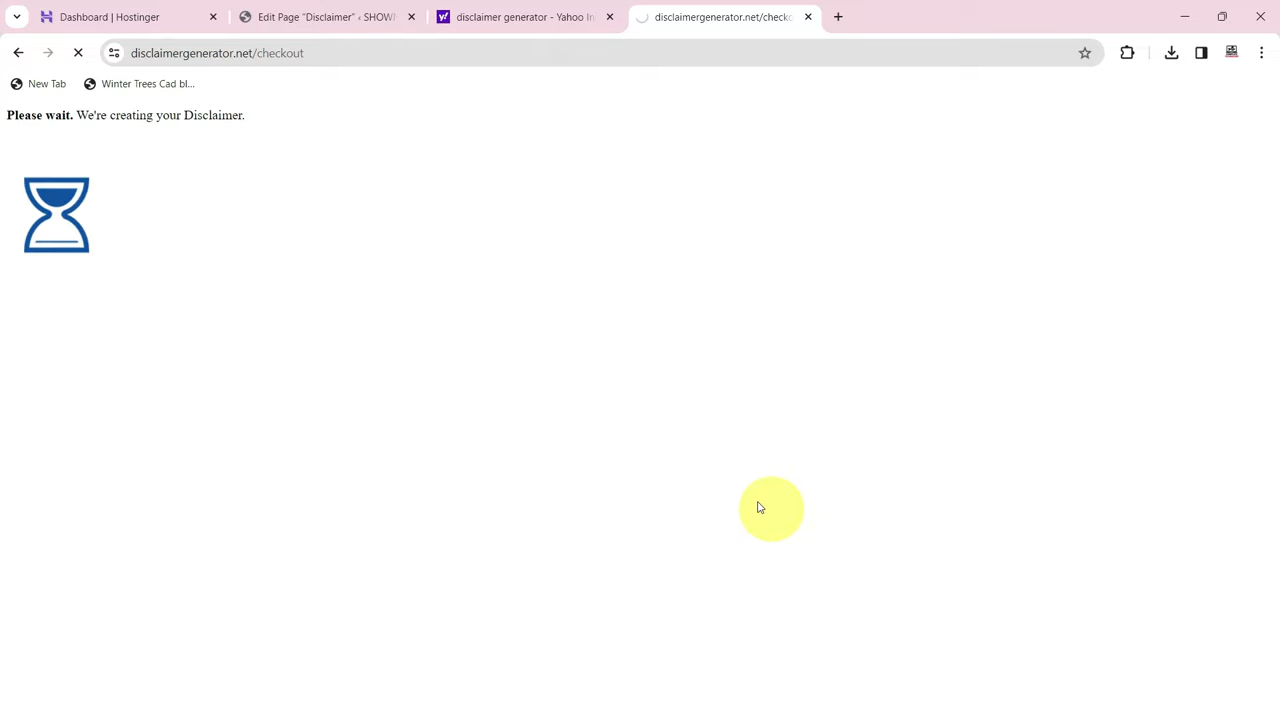 Dashboard | Hostinger
Edit Page "Disclaimer" ‹ SHOW
disclaimer generator - Yahoo In
disclaimergenerator.net/checko
disclaimergenerator.net/checkout
New Tab
Winter Trees Cad bl...
Please wait. We're creating your Disclaimer.